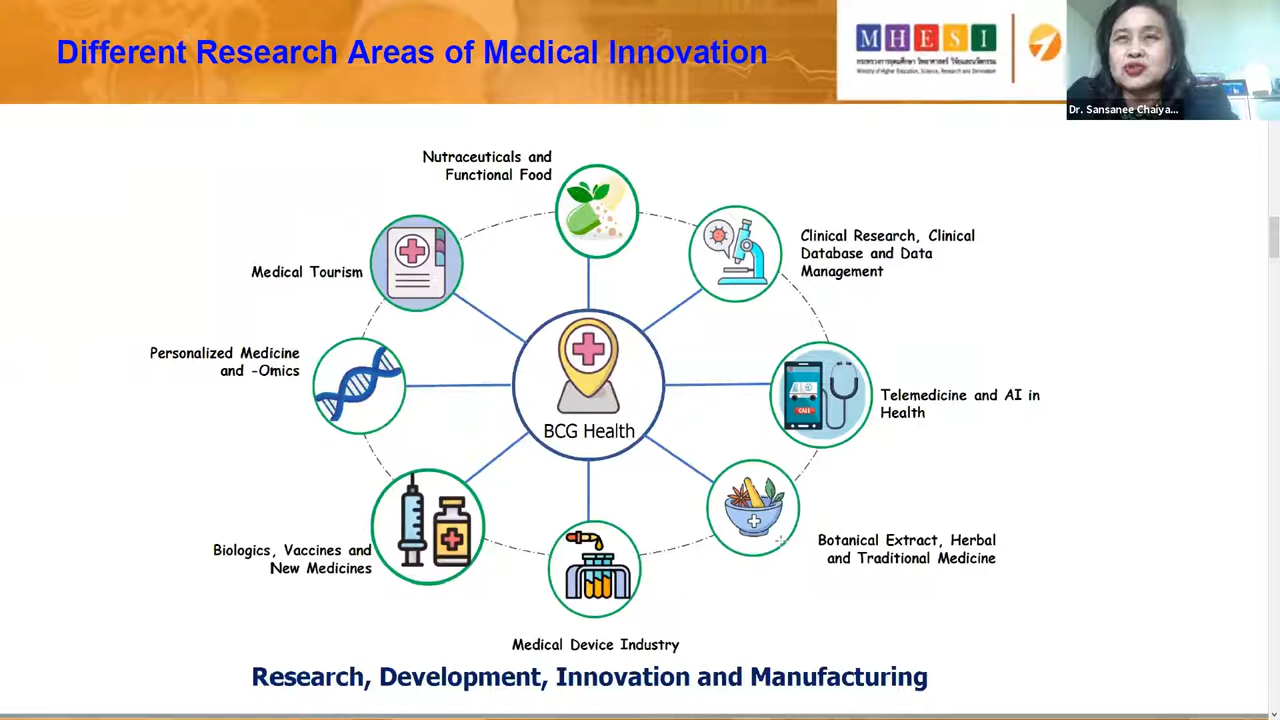 Different Research Areas of Medical Innovation
MHESI
กระทรวงการอุดมศึกษา วิทยาศาสตร์ วิจัยและนวัตกรรม
Ministry of Higher Education, Science, Research and Innovation
Dr. Sansanee Chaiya...
Nutraceuticals and
Functional Food
Clinical Research, Clinical
Database and Data
Management
Medical Tourism
Personalized Medicine
and -Omics
Telemedicine and AI in
Health
CALL
BCG Health
Biologics, Vaccines and
New Medicines
Botanical Extract, Herbal
and Traditional Medicine
Medical Device Industry
Research, Development, Innovation and Manufacturing